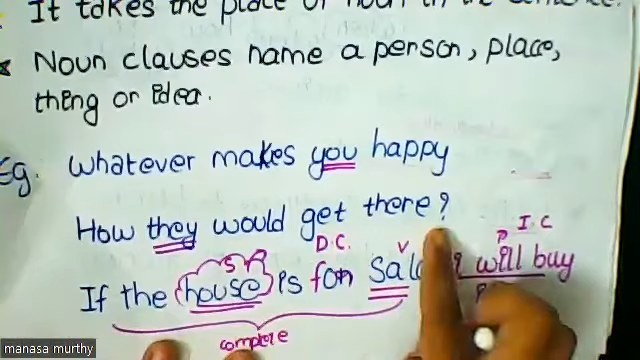 It takes the place of noun in the sentence.
Noun clauses name a person, place,
thing or idea.
Eg. Whatever makes you happy
How they would get there?
I.C
D.C.
S
V
P
If the house is for sale I will buy
complete
manasa murthy